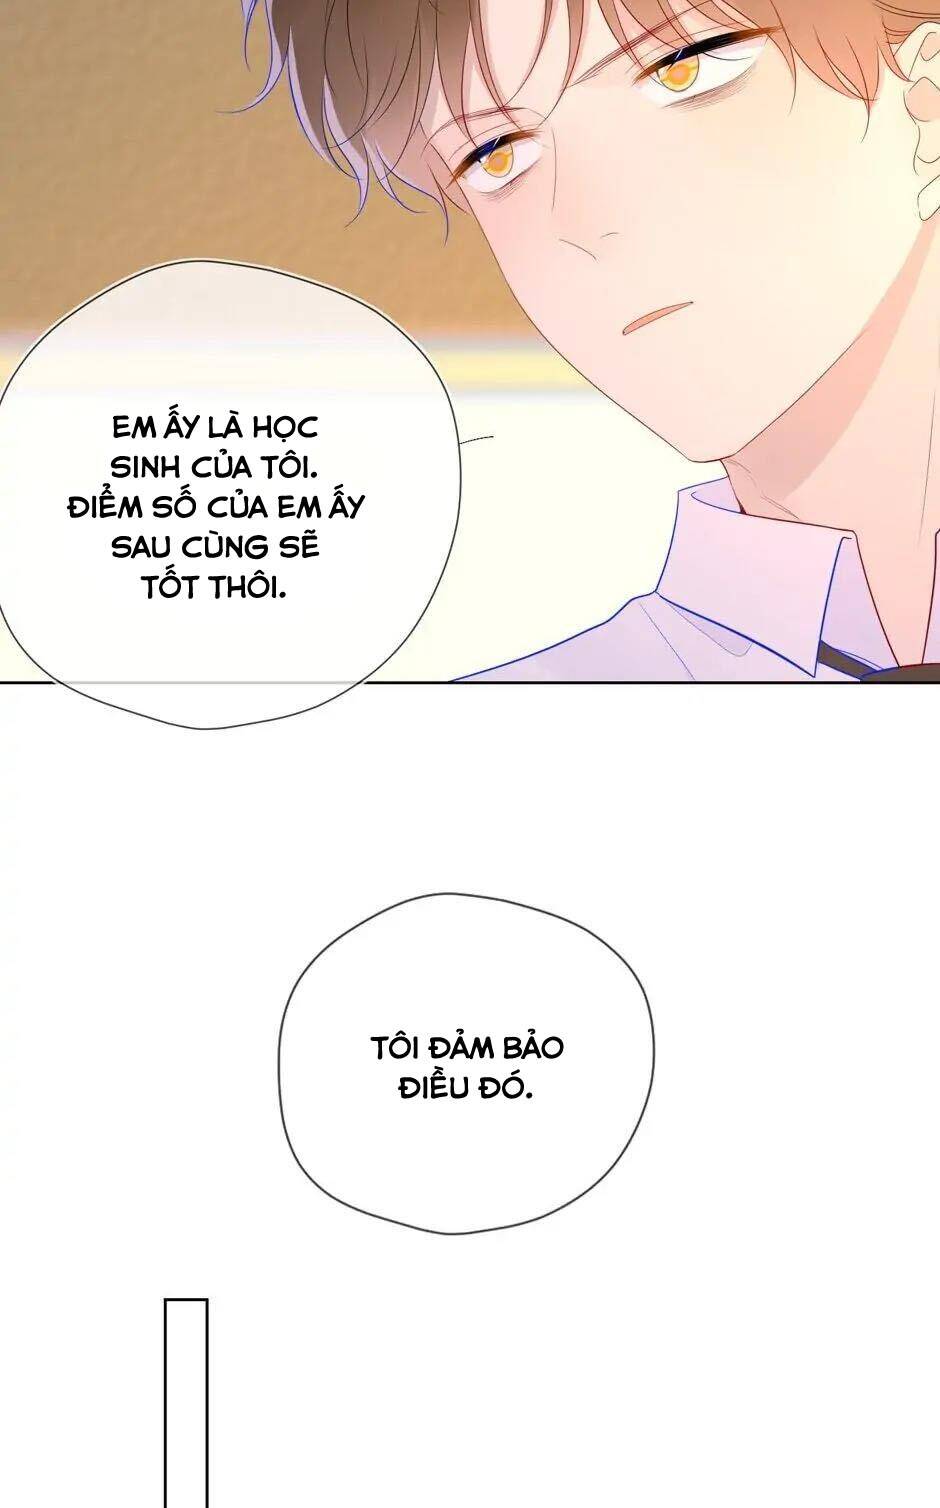 EM ẤY LÀ HỌC
SINH CỦA TÔI.
ĐIỂM SỐ CỦA EM ẤY
SAU CÙNG SẼ
TỐT THÔI.
TÔI ĐẢM BẢO
ĐIỀU ĐÓ.